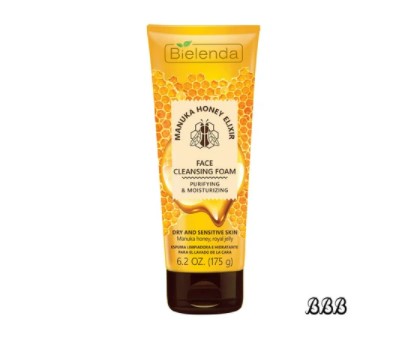 Bielenda
MANUKA HONEY ELIXIR
FACE
CLEANSING FOAM
PURIFYING
& MOISTURIZING
DRY AND SENSITIVE SKIN
Manuka honey, royal jelly
ESPUMA LIMPIADORA E HIDRATANTE
PARA EL LAVADO DE LA CARA
6.2 OZ. (175 g)
BBB